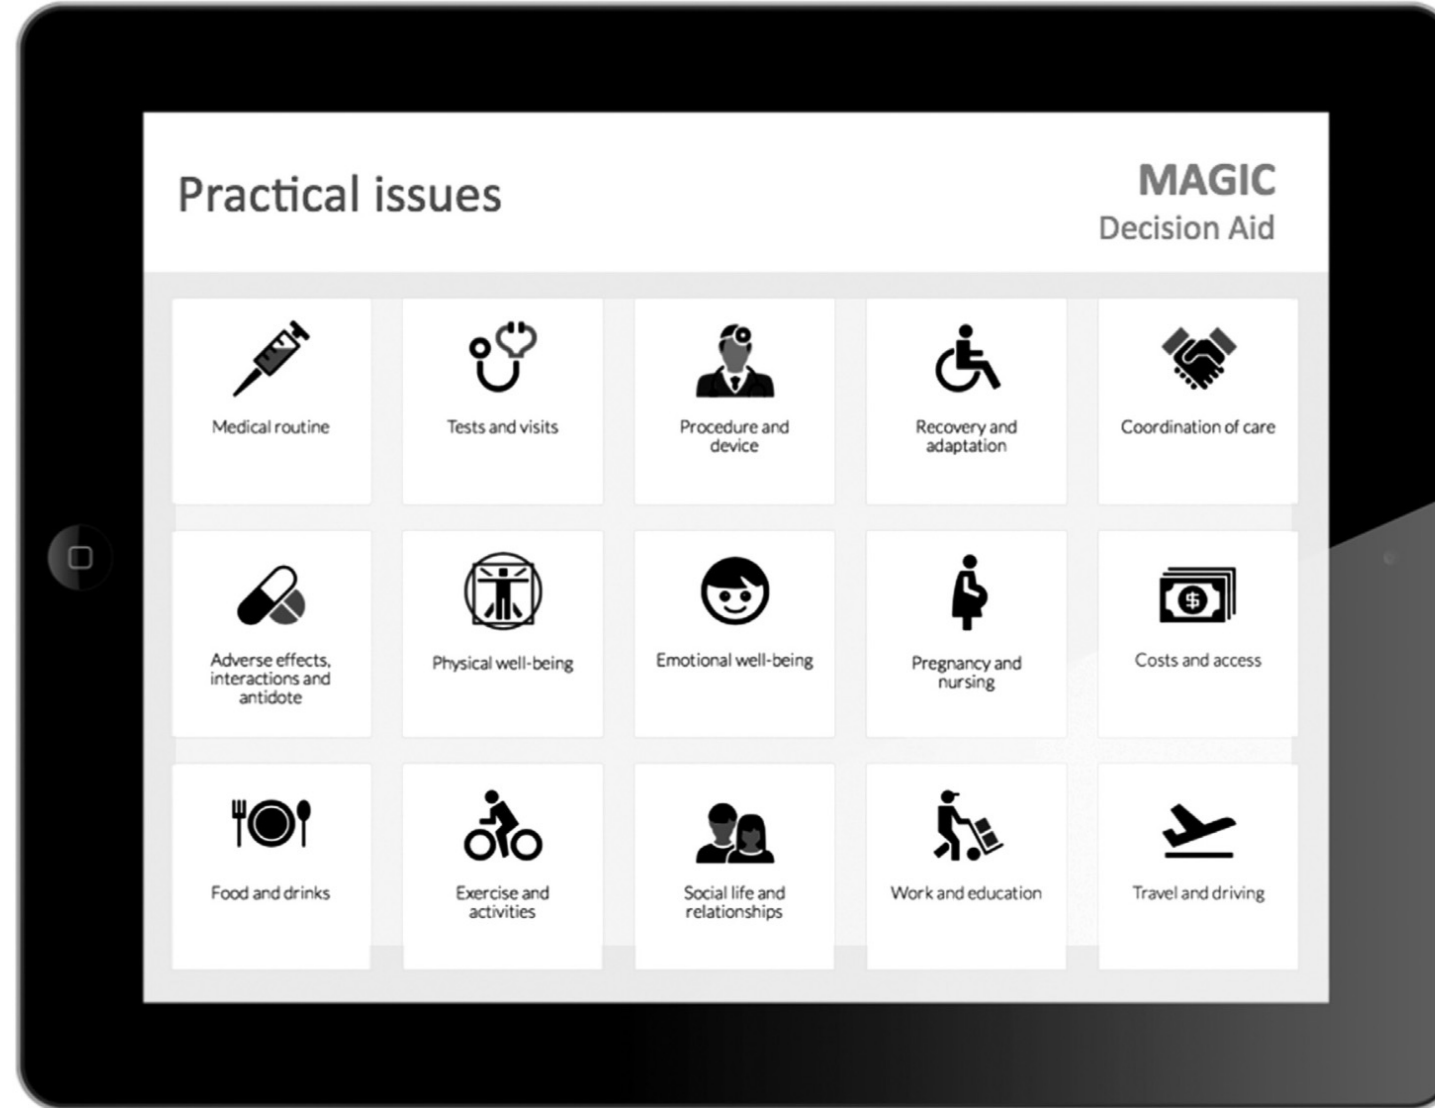 Practical issues
MAGIC
Decision Aid
Medical routine
Tests and visits
Procedure and
device
Recovery and
adaptation
Coordination of care
Adverse effects,
interactions and
antidote
Physical well-being
Emotional well-being
Pregnancy and
nursing
Costs and access
Food and drinks
Exercise and
activities
Social life and
relationships
Work and education
Travel and driving